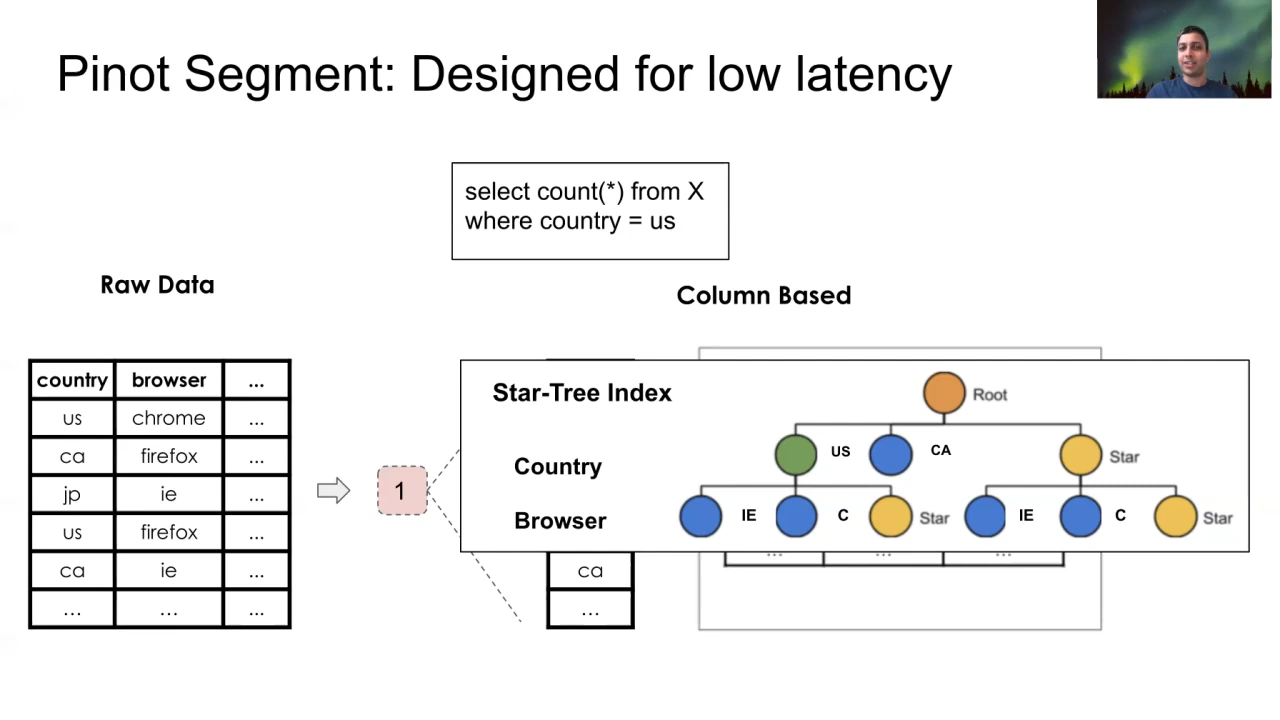 Pinot Segment: Designed for low latency
select count(*) from X
where country = us
Raw Data
Column Based
country browser ...
us chrome ...
ca firefox ...
jp ie ...
us firefox ...
ca ie ...
... ... ...
1
Star-Tree Index
Root
Country
US
CA
Star
Browser
IE
C
Star
IE
C
Star
... ... ...
ca
...